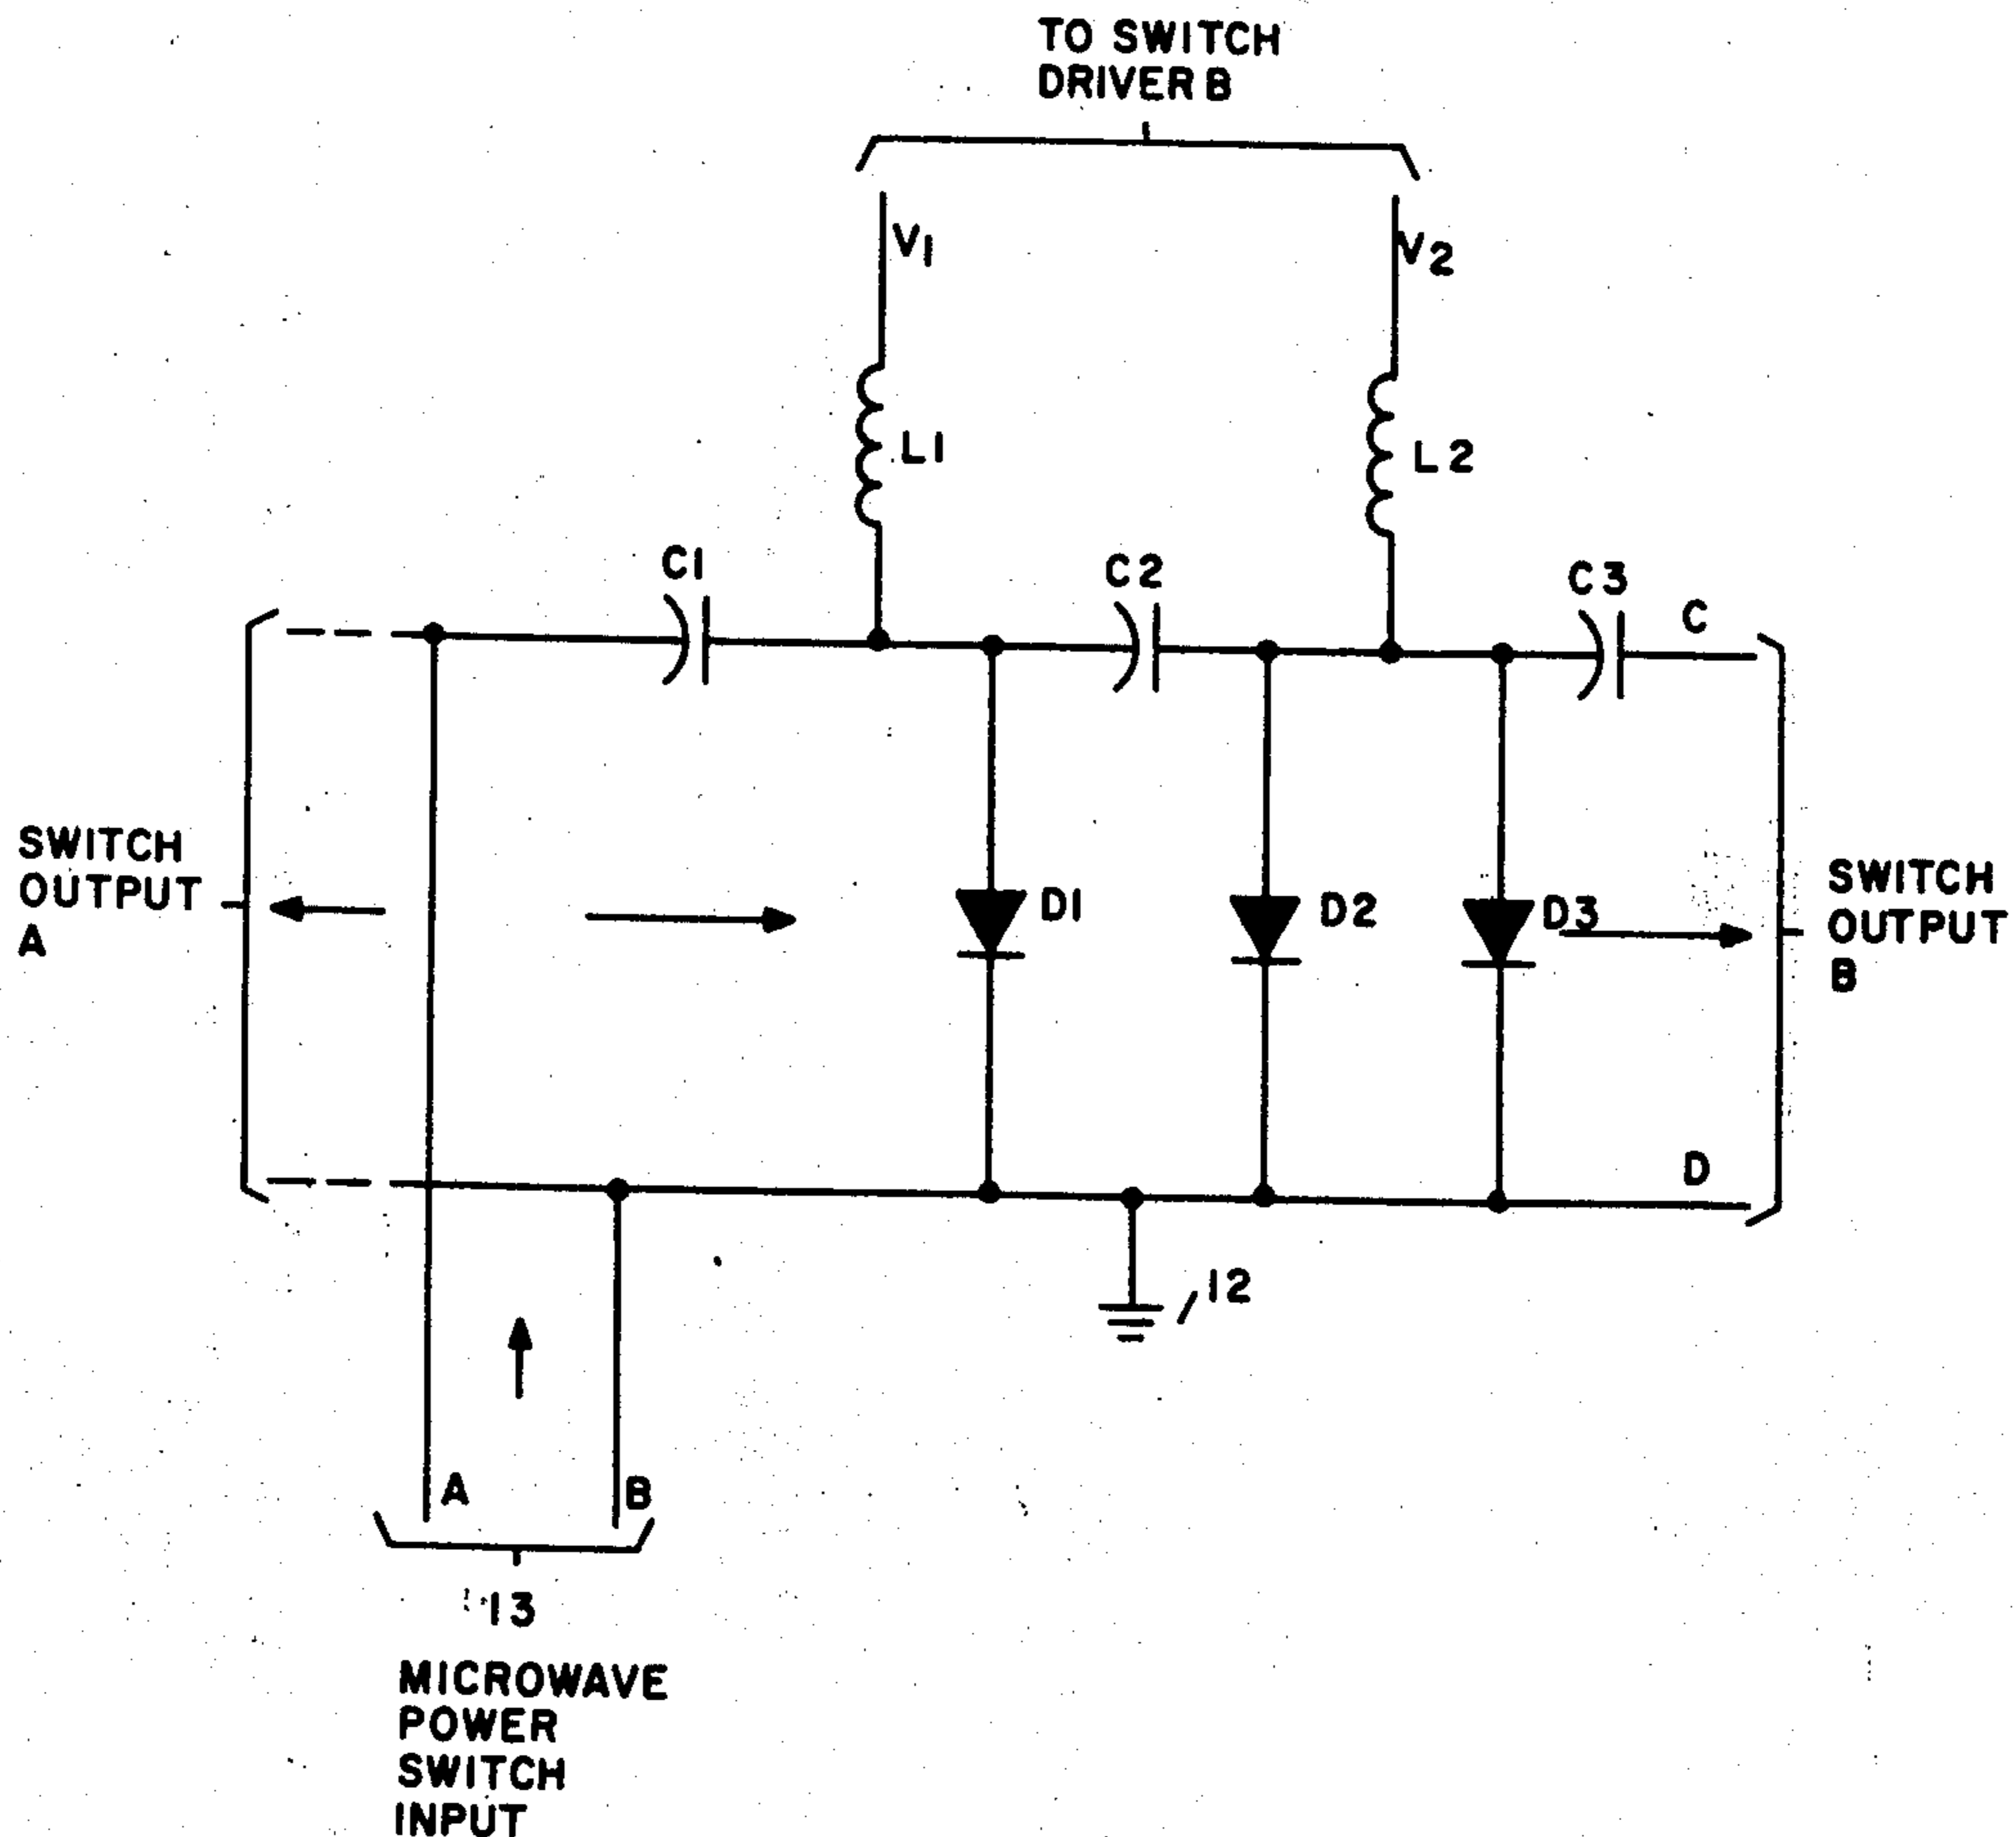 TO SWITCH
DRIVER B
V1
V2
L1
L2
C1
C2
C3
C
SWITCH
OUTPUT
A
D1
D2
D3
SWITCH
OUTPUT
B
D
12
A
B
13
MICROWAVE
POWER
SWITCH
INPUT